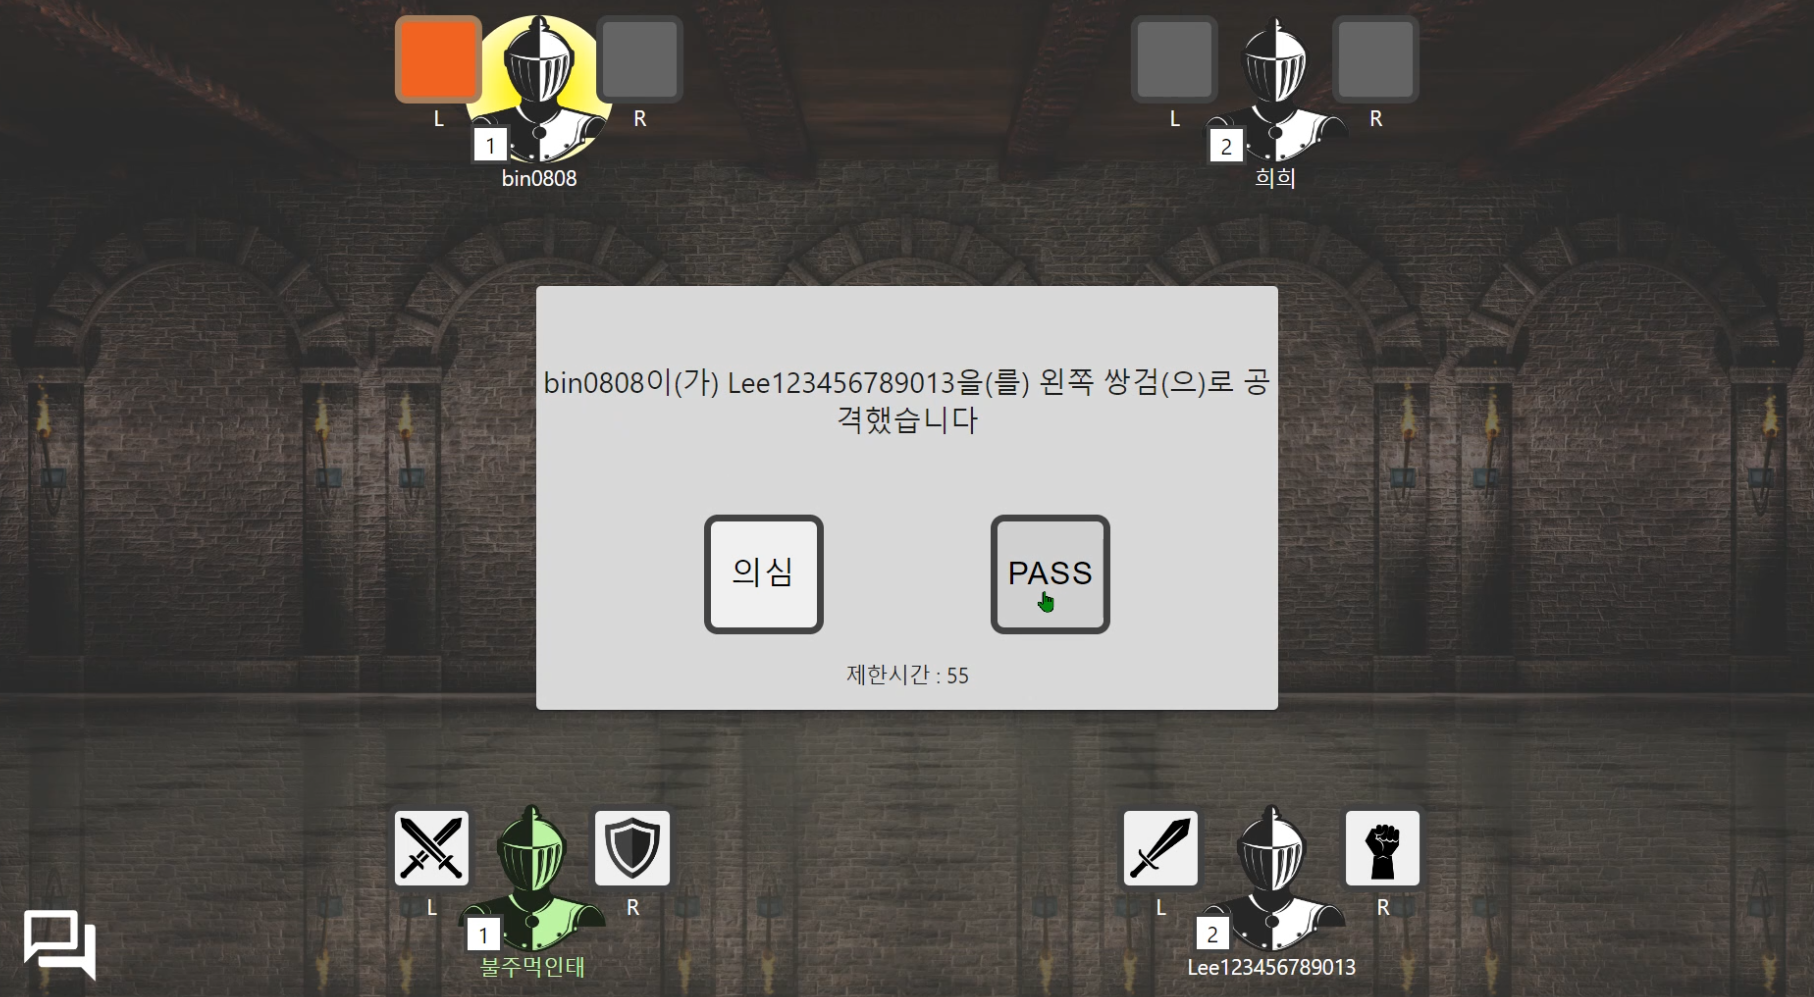 L
R
1
bin0808
L
R
2
희희
bin0808이(가) Lee123456789013을(를) 왼쪽 쌍검(으)로 공
격했습니다
의심
PASS
제한시간 : 55
L
R
1
불주먹인태
L
R
2
Lee123456789013